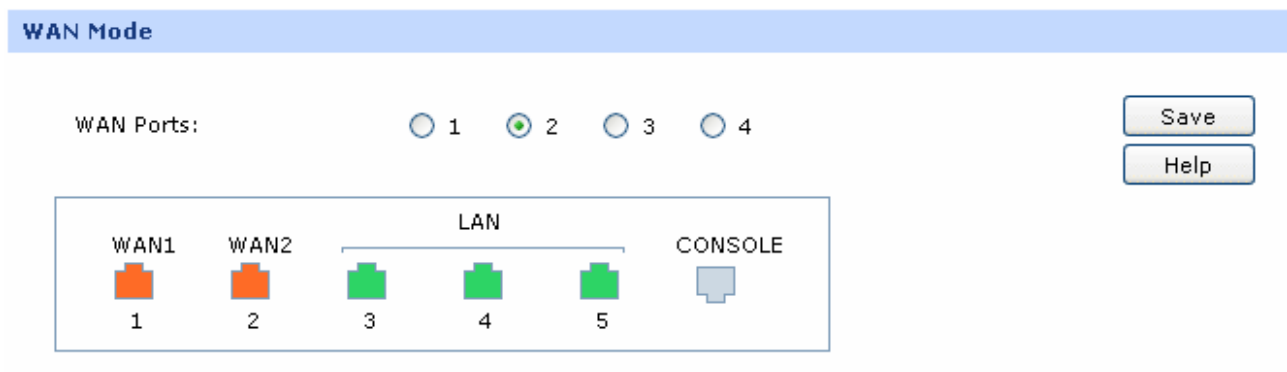 WAN Mode
WAN Ports: 1 2 3 4
Save
Help
LAN
WAN1 WAN2 CONSOLE
1 2 3 4 5